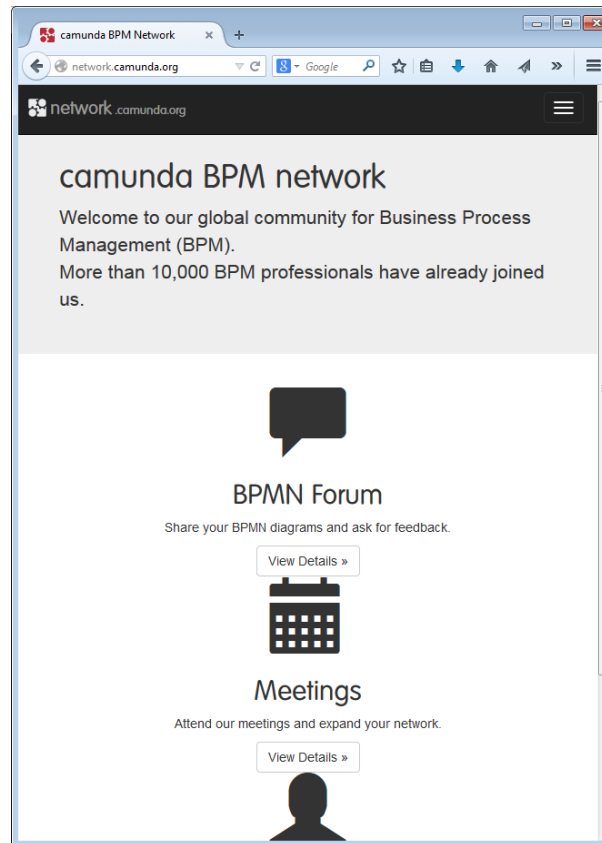 camunda BPM Network
network.camunda.org
Google
network .camunda.org
camunda BPM network
Welcome to our global community for Business Process
Management (BPM).
More than 10,000 BPM professionals have already joined
us.
BPMN Forum
Share your BPMN diagrams and ask for feedback.
View Details »
Meetings
Attend our meetings and expand your network.
View Details »